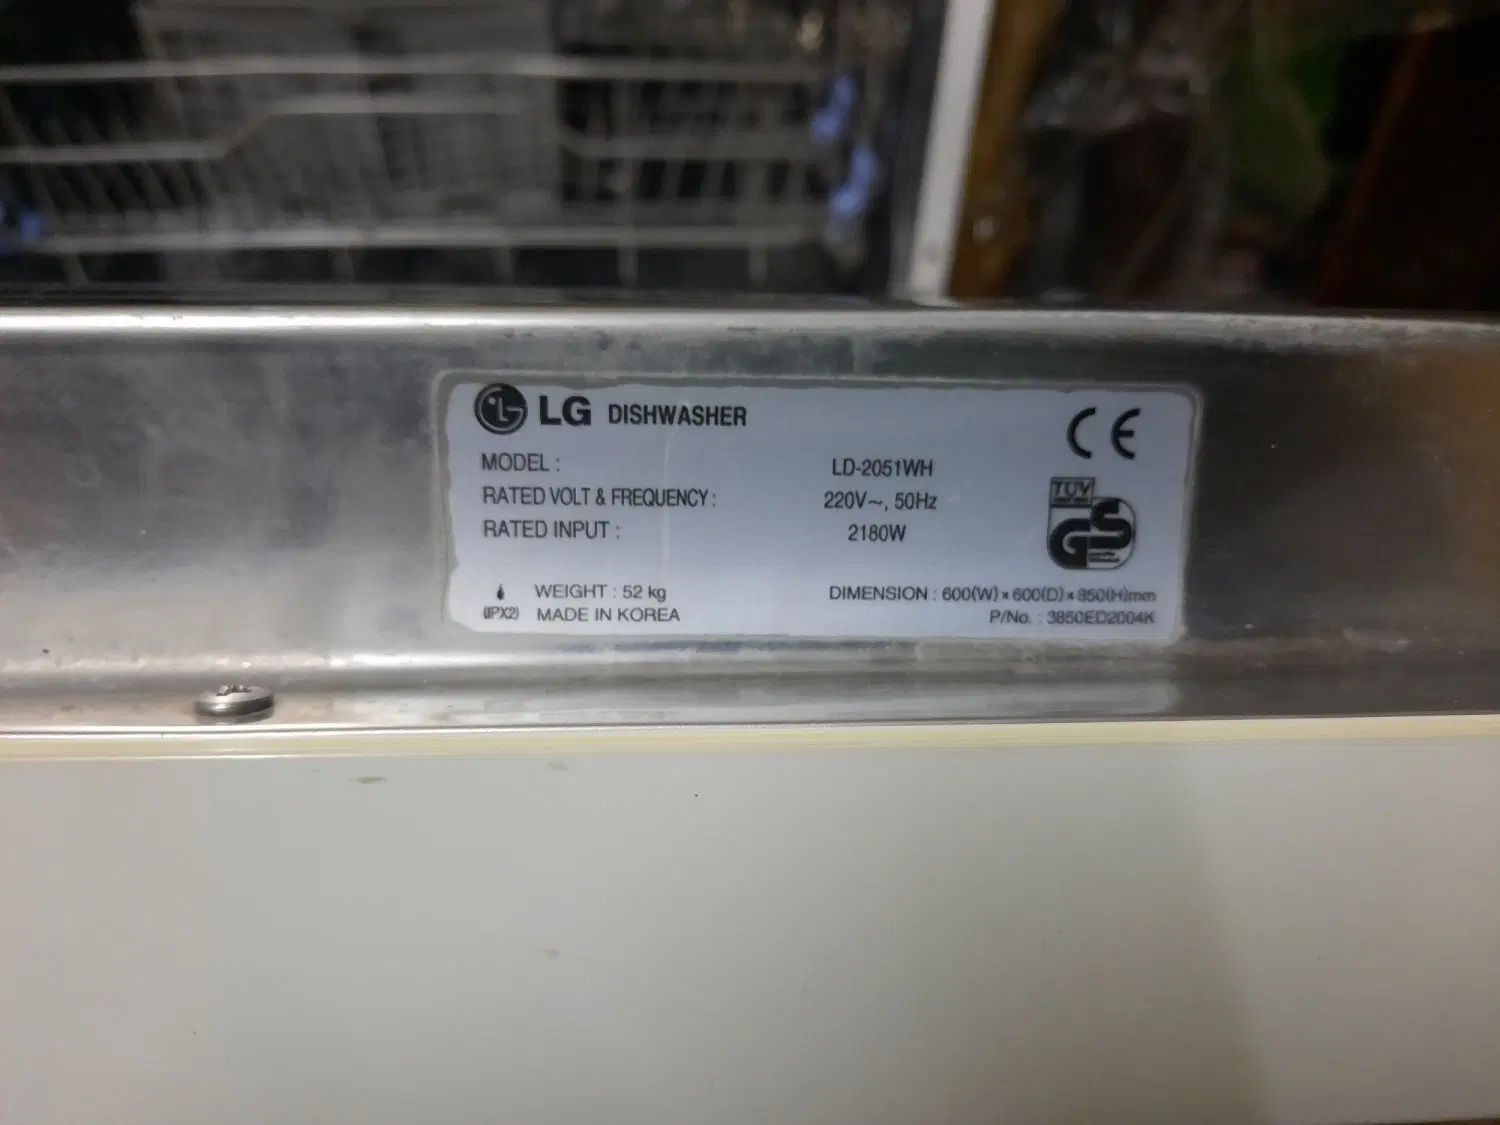 LG DISHWASHER
CE
MODEL : LD-2051WH
RATED VOLT & FREQUENCY : 220V~, 50Hz
RATED INPUT : 2180W
TÜV
GS
WEIGHT : 52 kg DIMENSION : 600(W) × 600(D) × 850(H)mm
(IPX2) MADE IN KOREA P/No. : 3850ED2004K